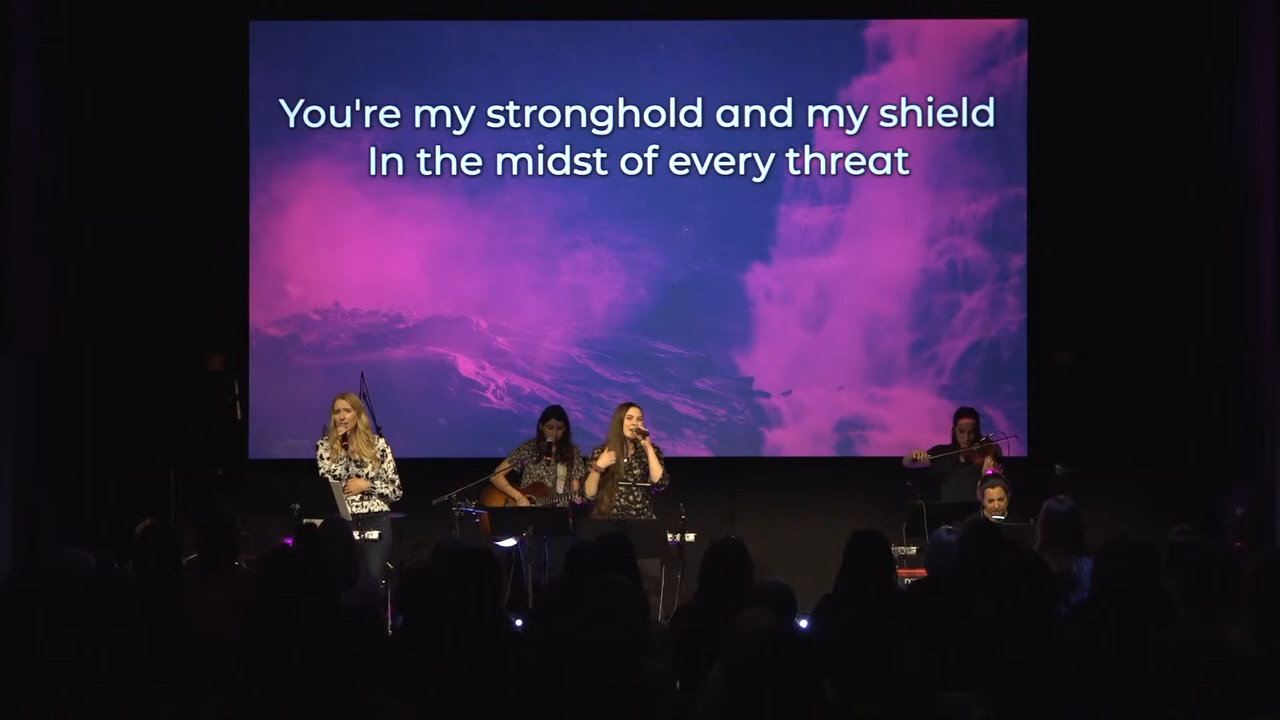 You're my stronghold and my shield
In the midst of every threat